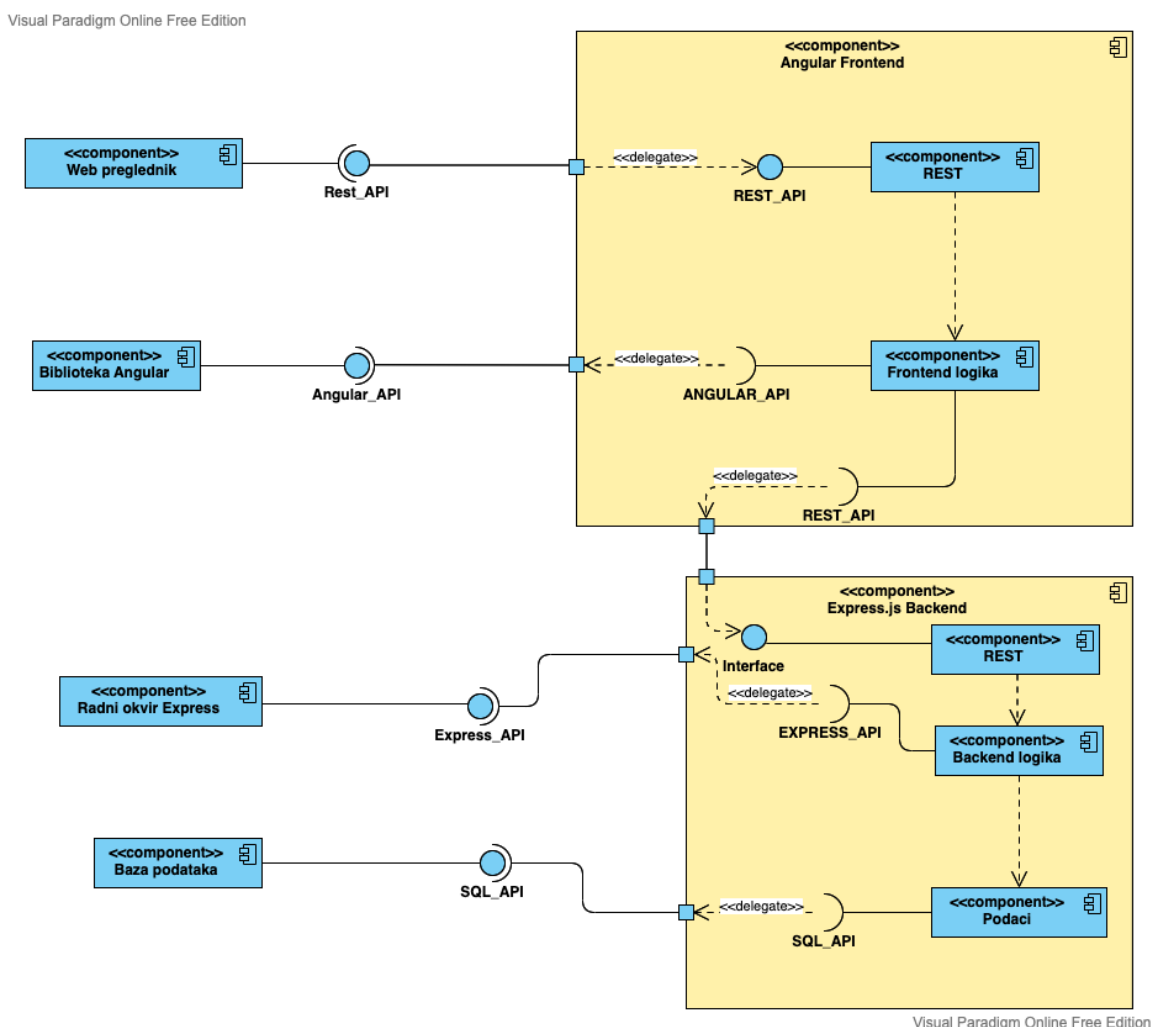 Visual Paradigm Online Free Edition
<<component>>
Angular Frontend
<<component>>
Web preglednik
Rest_API
<<delegate>>
REST_API
<<component>>
REST
<<component>>
Biblioteka Angular
Angular_API
<<delegate>>
ANGULAR_API
<<component>>
Frontend logika
<<delegate>>
REST_API
<<component>>
Express.js Backend
Interface
<<component>>
REST
<<component>>
Radni okvir Express
Express_API
<<delegate>>
EXPRESS_API
<<component>>
Backend logika
<<component>>
Baza podataka
SQL_API
<<delegate>>
SQL_API
<<component>>
Podaci
Visual Paradigm Online Free Edition